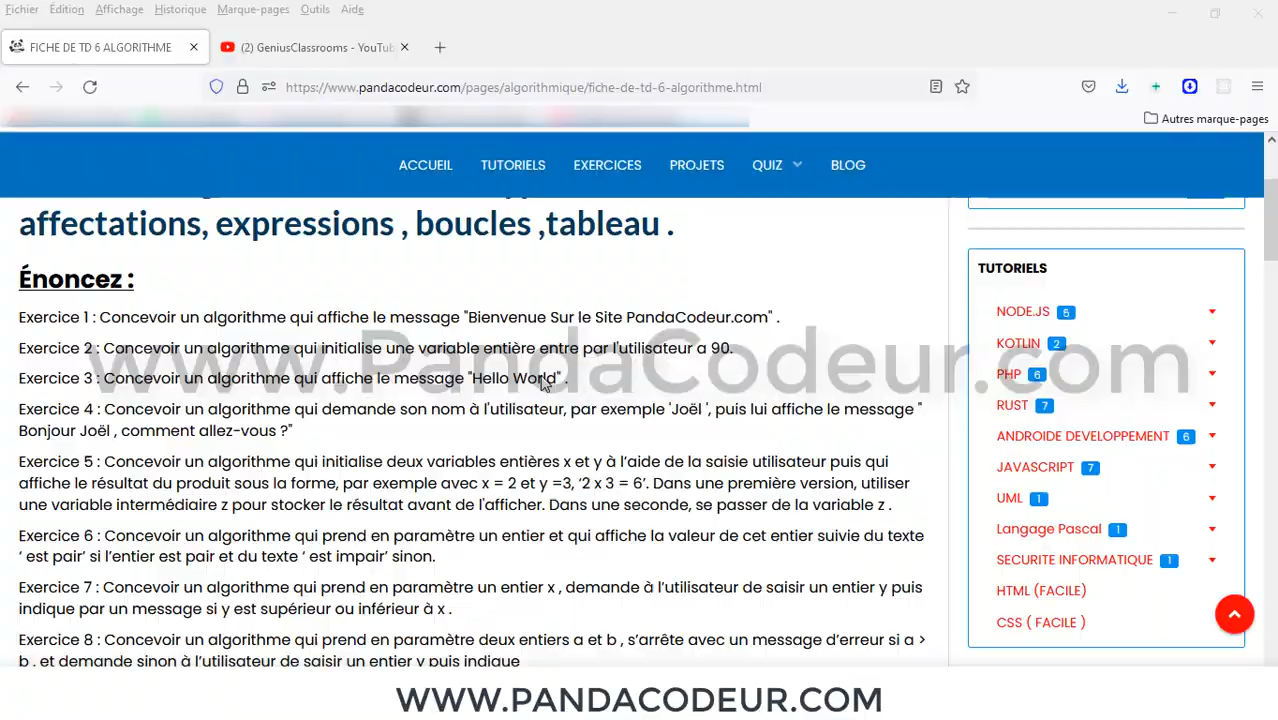 Fichier Édition Affichage Historique Marque-pages Outils Aide
FICHE DE TD 6 ALGORITHME
(2) GeniusClassrooms - YouTub
https://www.pandacodeur.com/pages/algorithmique/fiche-de-td-6-algorithme.html
Autres marque-pages
ACCUEIL TUTORIELS EXERCICES PROJETS QUIZ BLOG
affectations, expressions , boucles ,tableau .
Énoncez :
Exercice 1 : Concevoir un algorithme qui affiche le message "Bienvenue Sur le Site PandaCodeur.com" .
Exercice 2 : Concevoir un algorithme qui initialise une variable entière entre par l'utilisateur a 90.
Exercice 3 : Concevoir un algorithme qui affiche le message "Hello World" .
Exercice 4 : Concevoir un algorithme qui demande son nom à l'utilisateur, par exemple 'Joël ', puis lui affiche le message "
Bonjour Joël , comment allez-vous ?"
Exercice 5 : Concevoir un algorithme qui initialise deux variables entières x et y à l’aide de la saisie utilisateur puis qui
affiche le résultat du produit sous la forme, par exemple avec x = 2 et y =3, ‘2 x 3 = 6’. Dans une première version, utiliser
une variable intermédiaire z pour stocker le résultat avant de l'afficher. Dans une seconde, se passer de la variable z .
Exercice 6 : Concevoir un algorithme qui prend en paramètre un entier et qui affiche la valeur de cet entier suivie du texte
‘ est pair’ si l’entier est pair et du texte ‘ est impair’ sinon.
Exercice 7 : Concevoir un algorithme qui prend en paramètre un entier x , demande à l’utilisateur de saisir un entier y puis
indique par un message si y est supérieur ou inférieur à x .
Exercice 8 : Concevoir un algorithme qui prend en paramètre deux entiers a et b , s’arrête avec un message d’erreur si a >
b , et demande sinon à l’utilisateur de saisir un entier y puis indique
TUTORIELS
NODE.JS 5
KOTLIN 2
PHP 6
RUST 7
ANDROIDE DEVELOPPEMENT 6
JAVASCRIPT 7
UML 1
Langage Pascal 1
SECURITE INFORMATIQUE 1
HTML (FACILE)
CSS ( FACILE )
www.PandaCodeur.com
WWW.PANDACODEUR.COM